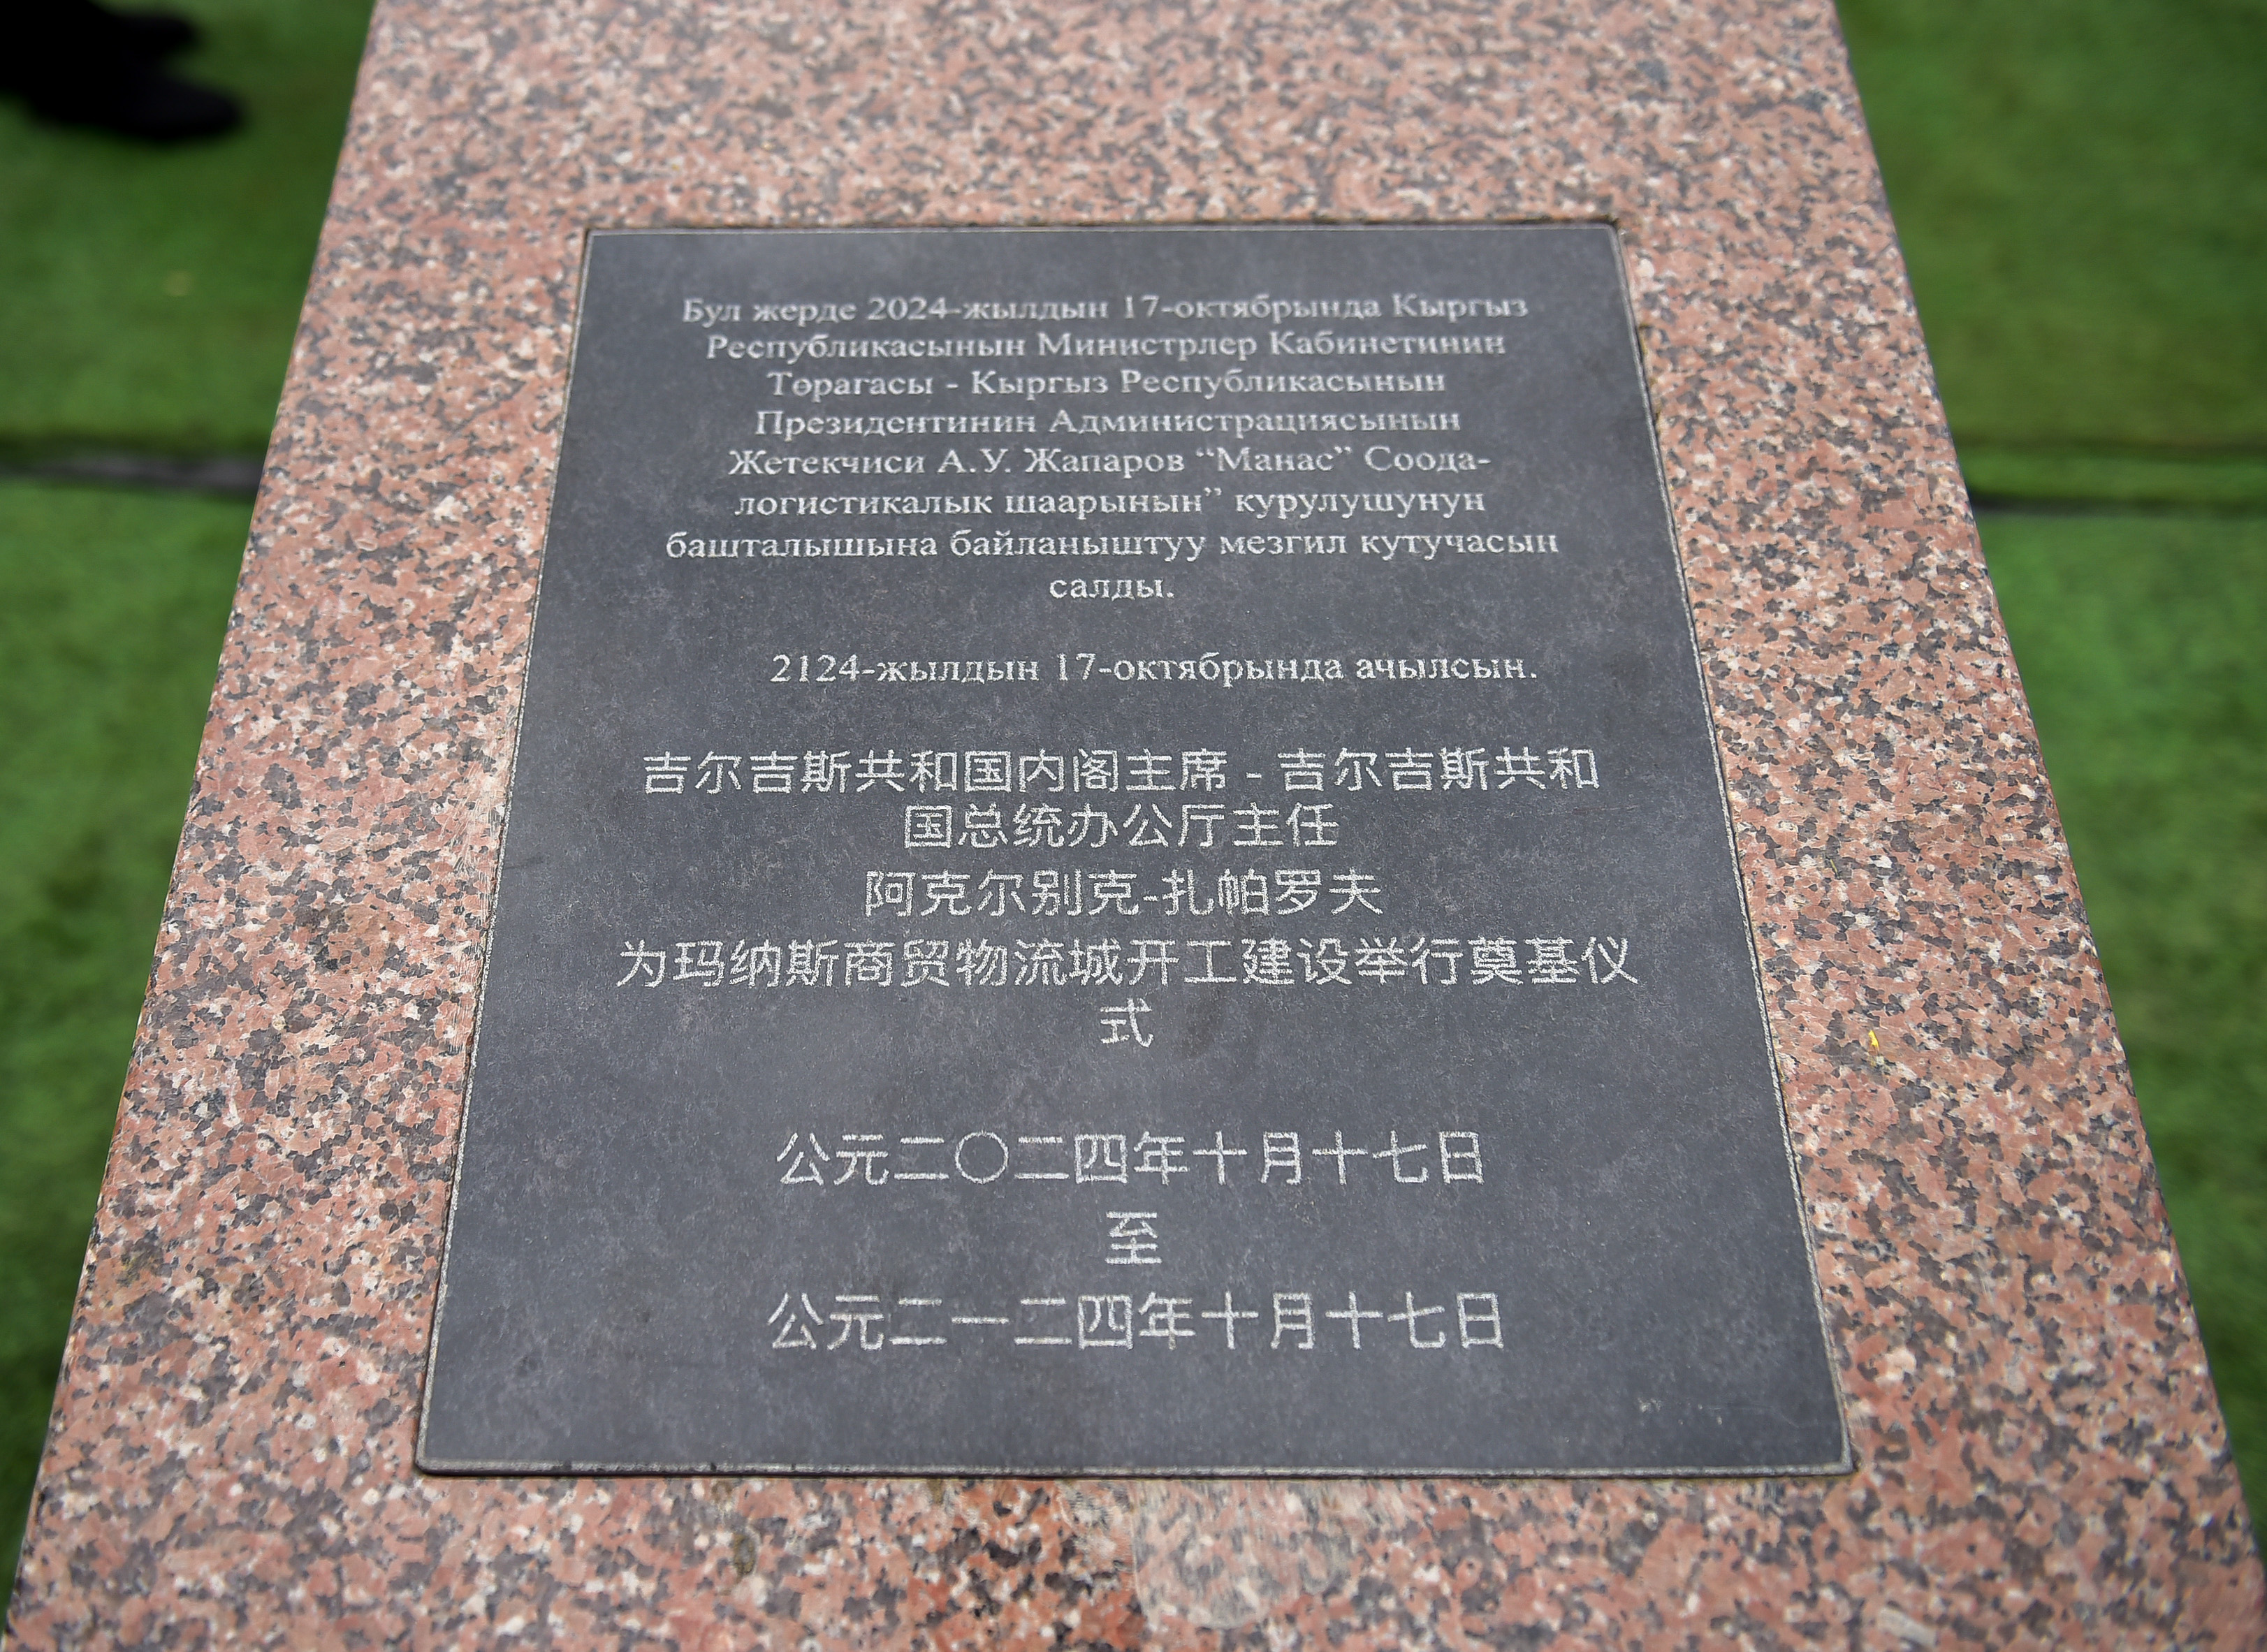 Бул жерде 2024-жылдын 17-октябрында Кыргыз
Республикасынын Министрлер Кабинетинин
Төрагасы - Кыргыз Республикасынын
Президентинин Администрациясынын
Жетекчиси А.У. Жапаров “Манас” Соода-
логистикалык шаарынын” курулушунун
башталышына байланыштуу мезгил кутучасын
салды.
2124-жылдын 17-октябрында ачылсын.
吉尔吉斯共和国内阁主席 - 吉尔吉斯共和
国总统办公厅主任
阿克尔别克-扎帕罗夫
为玛纳斯商贸物流城开工建设举行奠基仪
式
公元二〇二四年十月十七日
至
公元二一二四年十月十七日